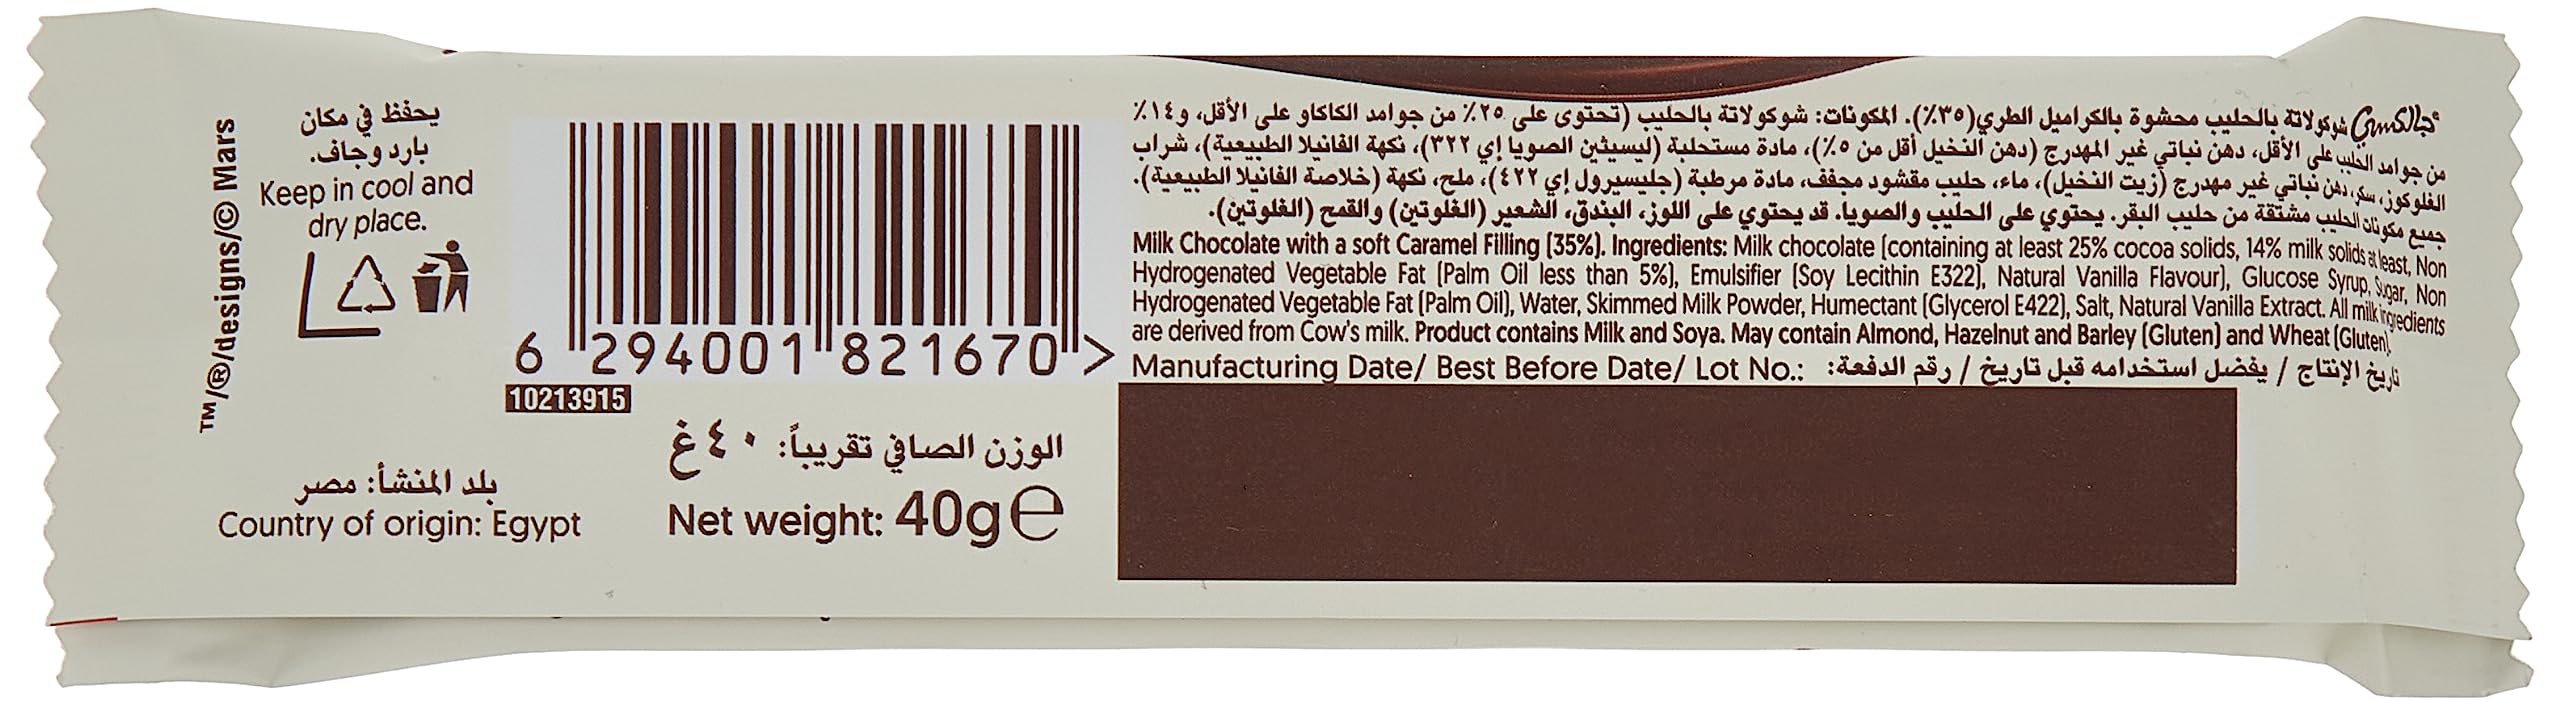 ™/®/designs/© Mars
يحفظ في مكان
بارد وجاف.
Keep in cool and
dry place.
6 294001 821670 >
10213915
الوزن الصافي تقريباً: ٤٠غ
Net weight: 40g e
بلد المنشأ: مصر
Country of origin: Egypt
جالاكسي شوكولاتة بالحليب محشوة بالكراميل الطري(٣٥٪). المكونات: شوكولاتة بالحليب (تحتوى على ٢٥٪ من جوامد الكاكاو على الأقل، و١٤٪
من جوامد الحليب على الأقل، دهن نباتي غير المهدرج (دهن النخيل أقل من ٥٪)، مادة مستحلبة (ليسيثين الصويا إي ٣٢٢)، نكهة الفانيلا الطبيعية)، شراب
الغلوكوز، سكر، دهن نباتي غير مهدرج (زيت النخيل)، ماء، حليب مقشود مجفف، مادة مرطبة (جليسيرول إي ٤٢٢)، ملح، نكهة (خلاصة الفانيلا الطبيعية).
جميع مكونات الحليب مشتقة من حليب البقر. يحتوي على الحليب والصويا. قد يحتوي على اللوز، البندق، الشعير (الغلوتين) والقمح (الغلوتين).
Milk Chocolate with a soft Caramel Filling (35%). Ingredients: Milk chocolate (containing at least 25% cocoa solids, 14% milk solids at least, Non
Hydrogenated Vegetable Fat (Palm Oil less than 5%), Emulsifier (Soy Lecithin E322), Natural Vanilla Flavour), Glucose Syrup, Sugar, Non
Hydrogenated Vegetable Fat (Palm Oil), Water, Skimmed Milk Powder, Humectant (Glycerol E422), Salt, Natural Vanilla Extract. All milk ingredients
are derived from Cow's milk. Product contains Milk and Soya. May contain Almond, Hazelnut and Barley (Gluten) and Wheat (Gluten).
Manufacturing Date/ Best Before Date/ Lot No.: تاريخ الإنتاج / يفضل استخدامه قبل تاريخ / رقم الدفعة: